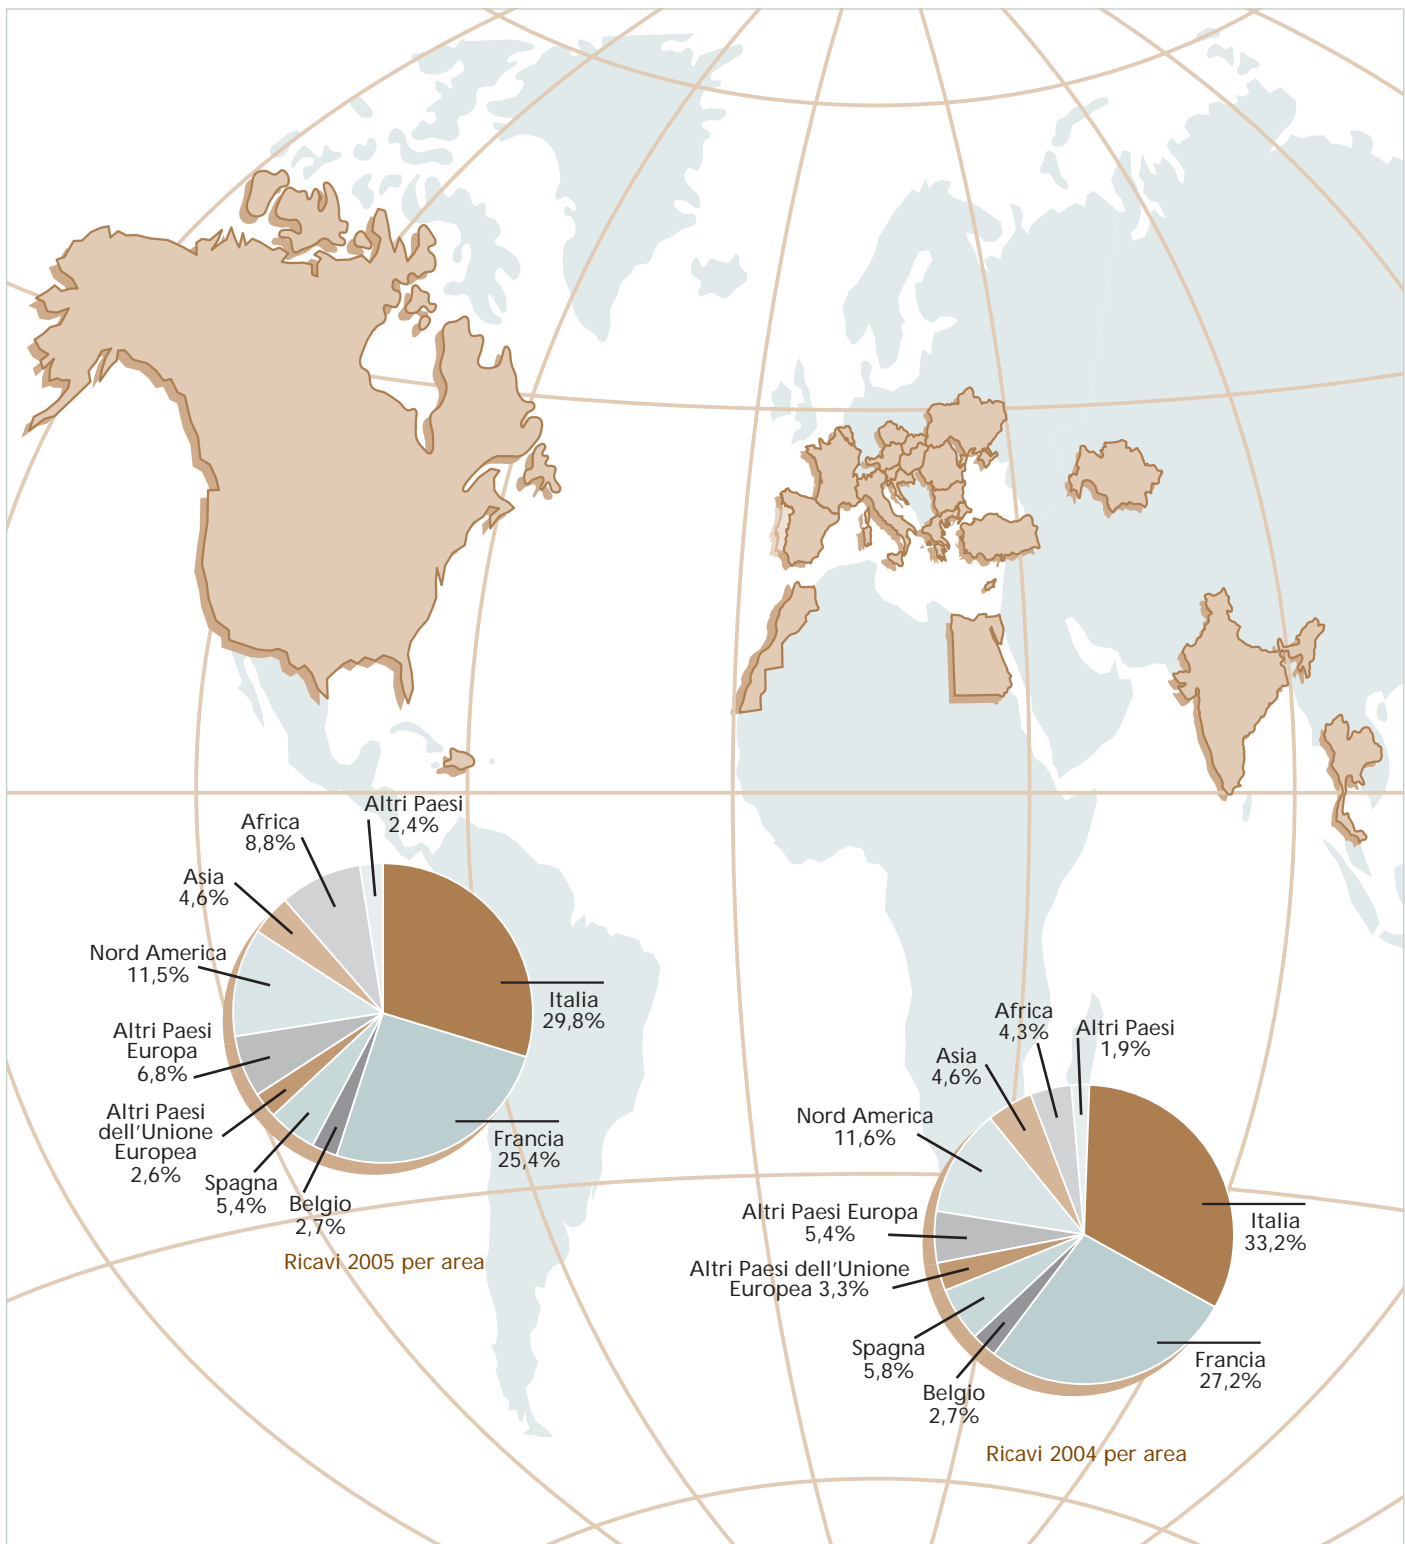 Altri Paesi
2,4%
Africa
8,8%
Asia
4,6%
Nord America
11,5%
Altri Paesi
Europa
6,8%
Altri Paesi
dell'Unione
Europea
2,6%
Spagna
5,4%
Belgio
2,7%
Italia
29,8%
Francia
25,4%
Ricavi 2005 per area
Africa
4,3%
Altri Paesi
1,9%
Asia
4,6%
Nord America
11,6%
Altri Paesi Europa
5,4%
Altri Paesi dell'Unione
Europea 3,3%
Spagna
5,8%
Belgio
2,7%
Italia
33,2%
Francia
27,2%
Ricavi 2004 per area